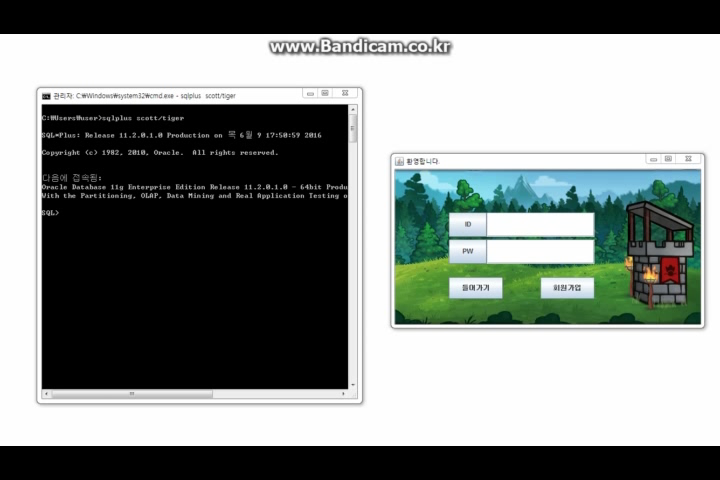 www.Bandicam.co.kr
관리자: C:￦Windows￦system32￦cmd.exe - sqlplus scott/tiger
C:￦Users￦user>sqlplus scott/tiger
SQL*Plus: Release 11.2.0.1.0 Production on 목 6월 9 17:50:59 2016
Copyright (c) 1982, 2010, Oracle.  All rights reserved.
다음에 접속됨:
Oracle Database 11g Enterprise Edition Release 11.2.0.1.0 - 64bit Produ
With the Partitioning, OLAP, Data Mining and Real Application Testing o
SQL>
환영합니다.
ID
PW
들어가기
회원가입